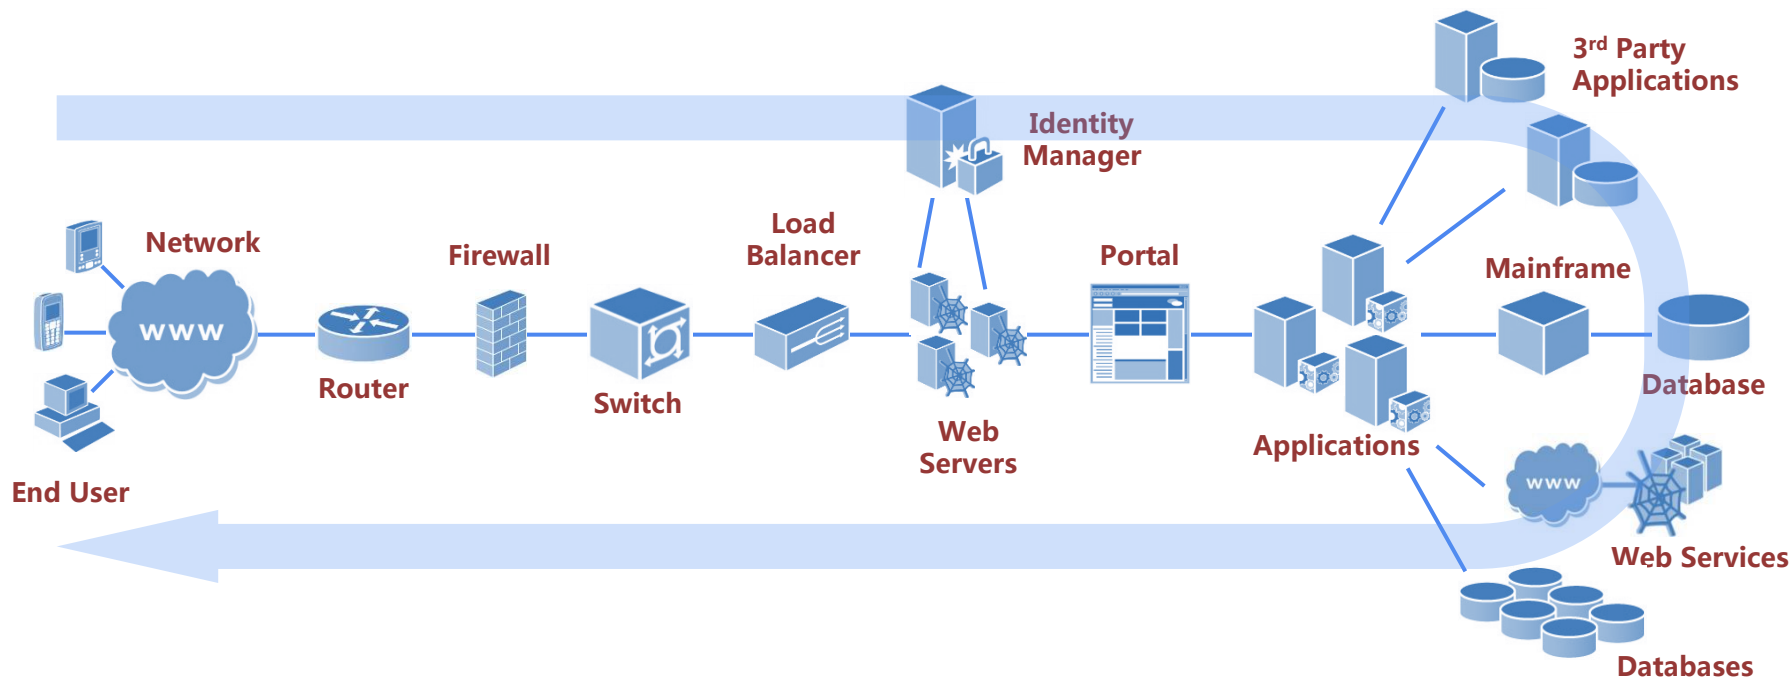 3rd Party
Applications
Identity
Manager
Network
Firewall
Load
Balancer
Portal
Mainframe
www
Router
Switch
Database
Web
Servers
Applications
www
End User
Web Services
Databases